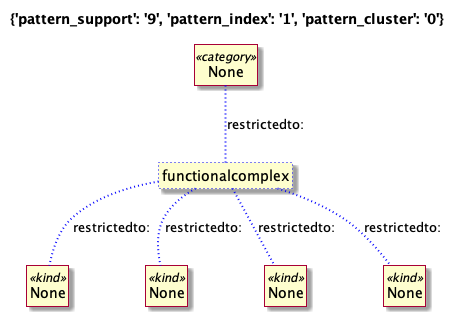 {'pattern_support': '9', 'pattern_index': '1', 'pattern_cluster': '0'}
«category»
None
restrictedto:
functionalcomplex
restrictedto: restrictedto: restrictedto: restrictedto:
«kind» «kind» «kind» «kind»
None None None None